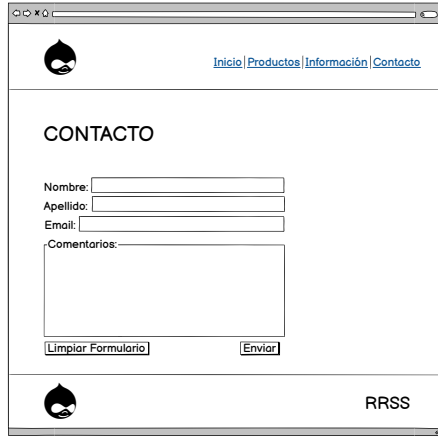 Inicio|Productos|Información|Contacto
CONTACTO
Nombre:
Apellido:
Email:
Comentarios:
Limpiar Formulario Enviar
RRSS